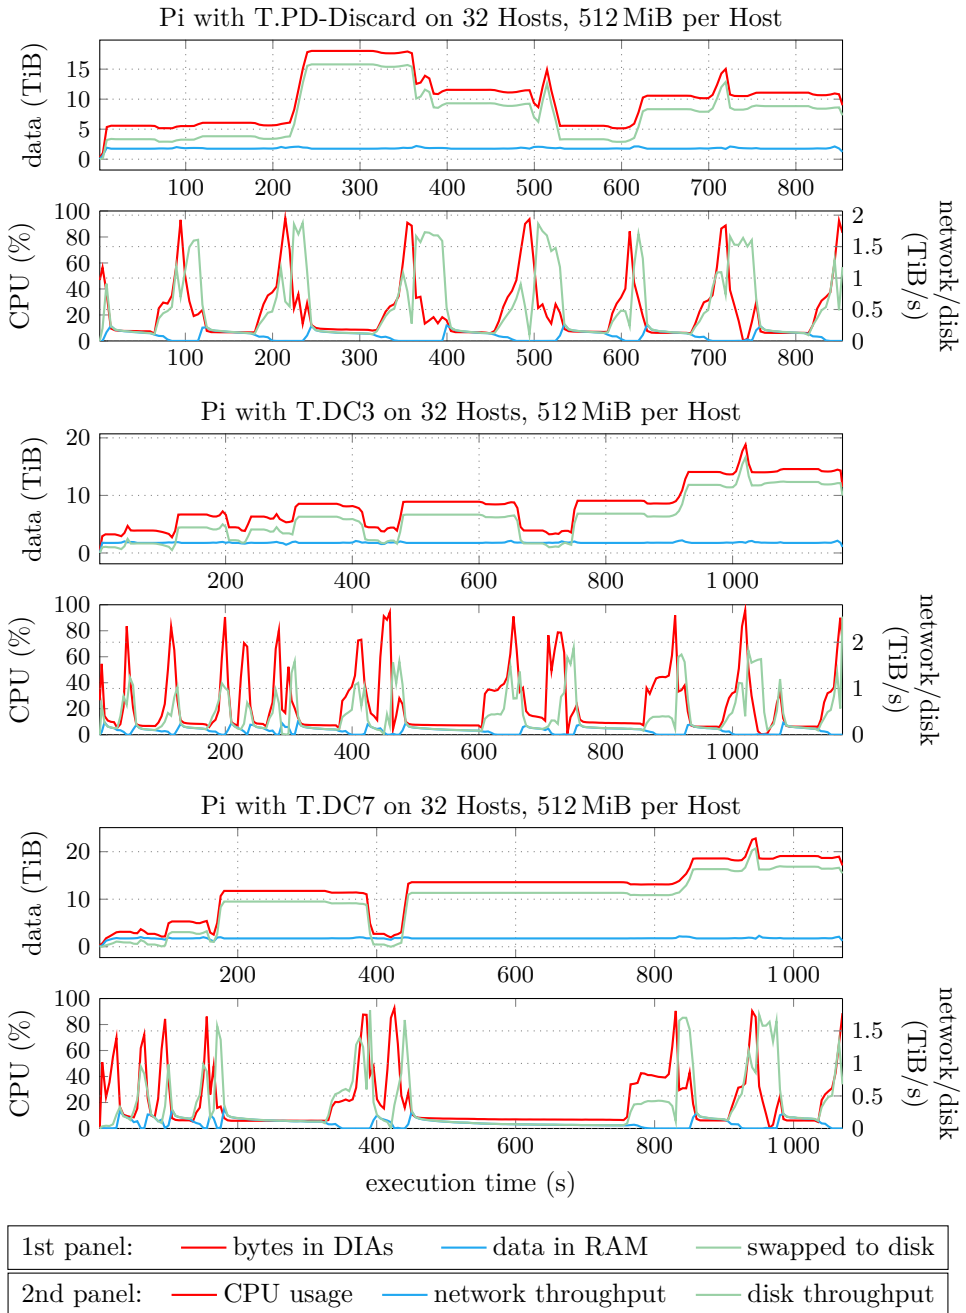 Pi with T.PD-Discard on 32 Hosts, 512 MiB per Host
data (TiB)
15
10
5
0
100 200 300 400 500 600 700 800
CPU (%)
100
80
60
40
20
0
2
1.5
1
0.5
0
network/disk
(TiB/s)
100 200 300 400 500 600 700 800
Pi with T.DC3 on 32 Hosts, 512 MiB per Host
data (TiB)
20
10
0
200 400 600 800 1 000
CPU (%)
100
80
60
40
20
0
2
1
0
network/disk
(TiB/s)
200 400 600 800 1 000
Pi with T.DC7 on 32 Hosts, 512 MiB per Host
data (TiB)
20
10
0
200 400 600 800 1 000
CPU (%)
100
80
60
40
20
0
1.5
1
0.5
0
network/disk
(TiB/s)
200 400 600 800 1 000
execution time (s)
1st panel: bytes in DIAs data in RAM swapped to disk
2nd panel: CPU usage network throughput disk throughput